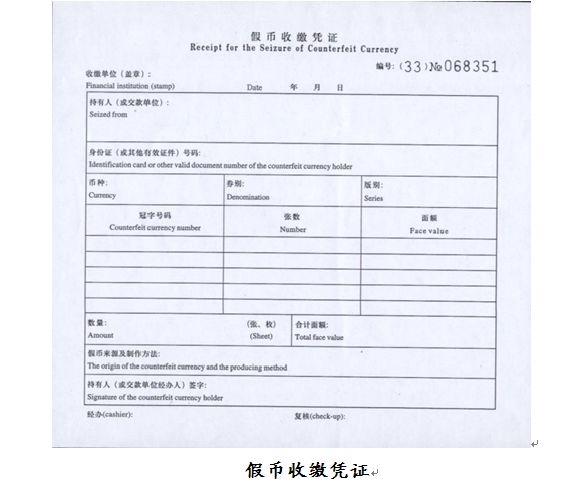 假币收缴凭证
Receipt for the Seizure of Counterfeit Currency
编号:(33)№068351
收缴单位(盖章):
Financial institution (stamp) Date 年 月 日
持有人(或交款单位):
Seized from
身份证(或其他有效证件)号码:
Identification card or other valid document number of the counterfeit currency holder
币种: 券别: 版别:
Currency Denomination Series
冠字号码 张数 面额
Counterfeit currency number Number Face value
数量: (张、枚) 合计面额:
Amount (Sheet) Total face value
假币来源及制作方法:
The origin of the counterfeit currency and the producing method
持有人(或交款单位经办人)签字:
Signature of the counterfeit currency holder
经办(cashier): 复核(check-up):
假币收缴凭证